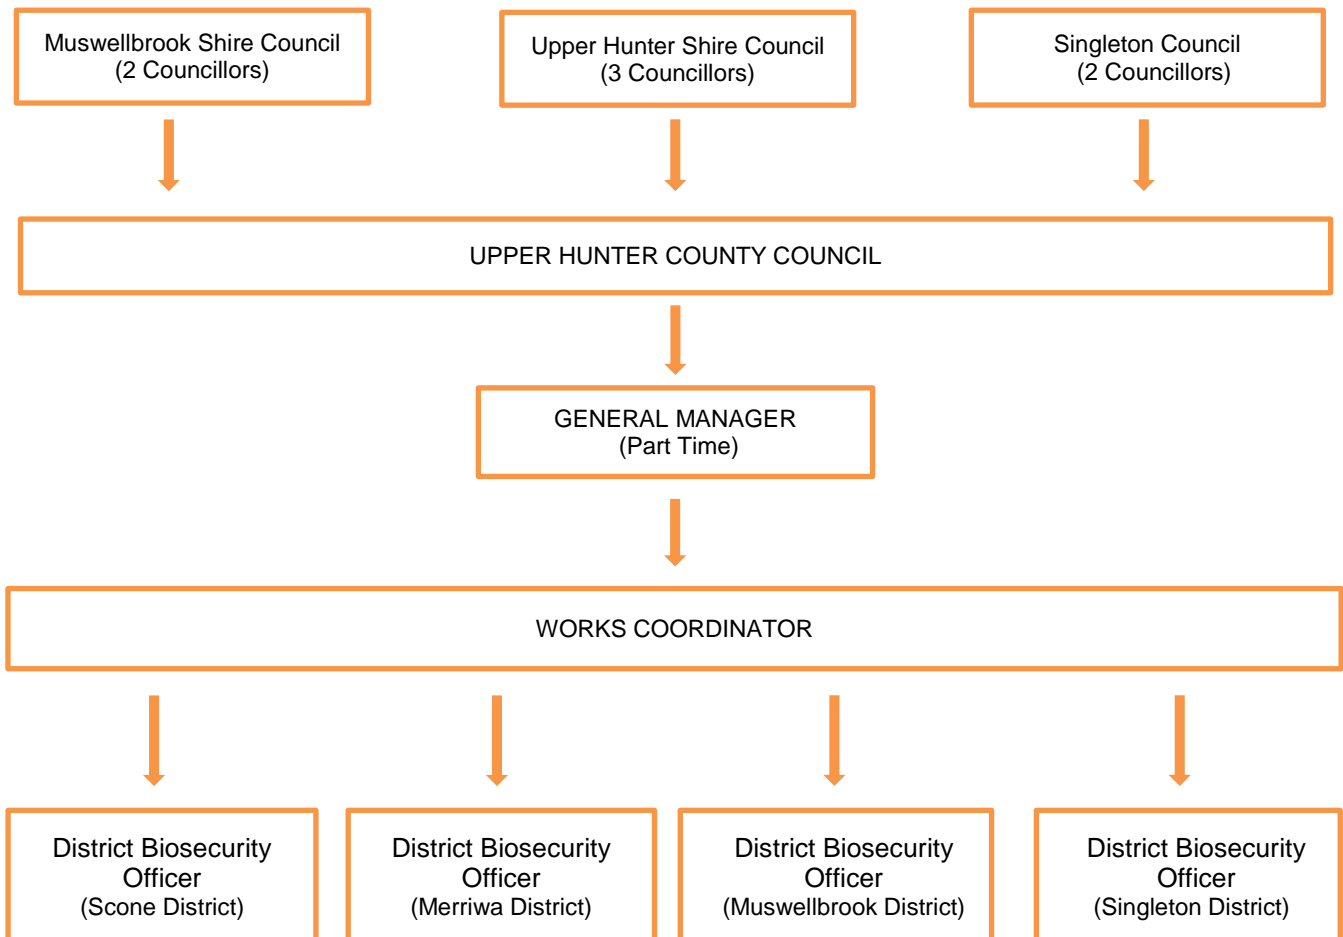 Muswellbrook Shire Council
(2 Councillors)
Upper Hunter Shire Council
(3 Councillors)
Singleton Council
(2 Councillors)
UPPER HUNTER COUNTY COUNCIL
GENERAL MANAGER
(Part Time)
WORKS COORDINATOR
District Biosecurity
Officer
(Scone District)
District Biosecurity
Officer
(Merriwa District)
District Biosecurity
Officer
(Muswellbrook District)
District Biosecurity
Officer
(Singleton District)